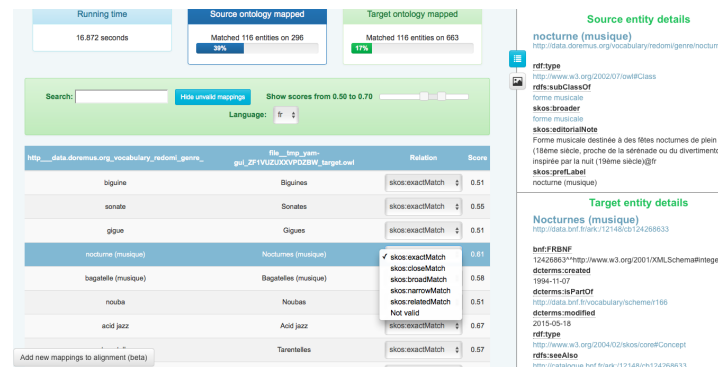 Running time
16.872 seconds
Source ontology mapped
Matched 116 entities on 296
39%
Target ontology mapped
Matched 116 entities on 663
17%
Search:
Hide unvalid mappings
Show scores from 0.50 to 0.70
Language: fr
http___data.doremus.org_vocabulary_redomi_genre_
file__tmp_yam-
gui_ZF1VUZUXXVPDZBW_target.owl
Relation
Score
biguine Biguines skos:exactMatch 0.51
sonate Sonates skos:exactMatch 0.55
gigue Gigues skos:exactMatch 0.51
nocturne (musique) Nocturnes (musique) 0.61
✓ skos:exactMatch
skos:closeMatch
skos:broadMatch
skos:narrowMatch
skos:relatedMatch
Not valid
bagatelle (musique) Bagatelles (musique) 0.58
nouba Noubas 0.51
acid jazz Acid jazz skos:exactMatch 0.67
Tarentelles skos:exactMatch 0.57
Add new mappings to alignment (beta)
Source entity details
nocturne (musique)
http://data.doremus.org/vocabulary/redomi/genre/nocturn
rdf:type
http://www.w3.org/2002/07/owl#Class
rdfs:subClassOf
forme musicale
skos:broader
forme musicale
skos:editorialNote
Forme musicale destinée à des fêtes nocturnes de plein
(18ème siècle, proche de la sérénade ou du divertimento
inspirée par la nuit (19ème siècle)@fr
skos:prefLabel
nocturne (musique)
Target entity details
Nocturnes (musique)
http://data.bnf.fr/ark:/12148/cb124268633
bnf:FRBNF
12426863^^http://www.w3.org/2001/XMLSchema#intege
dcterms:created
1994-11-07
dcterms:isPartOf
http://data.bnf.fr/vocabulary/scheme/r166
dcterms:modified
2015-05-18
rdf:type
http://www.w3.org/2004/02/skos/core#Concept
rdfs:seeAlso
http://catalogue.bnf.fr/ark:/12148/cb124268633